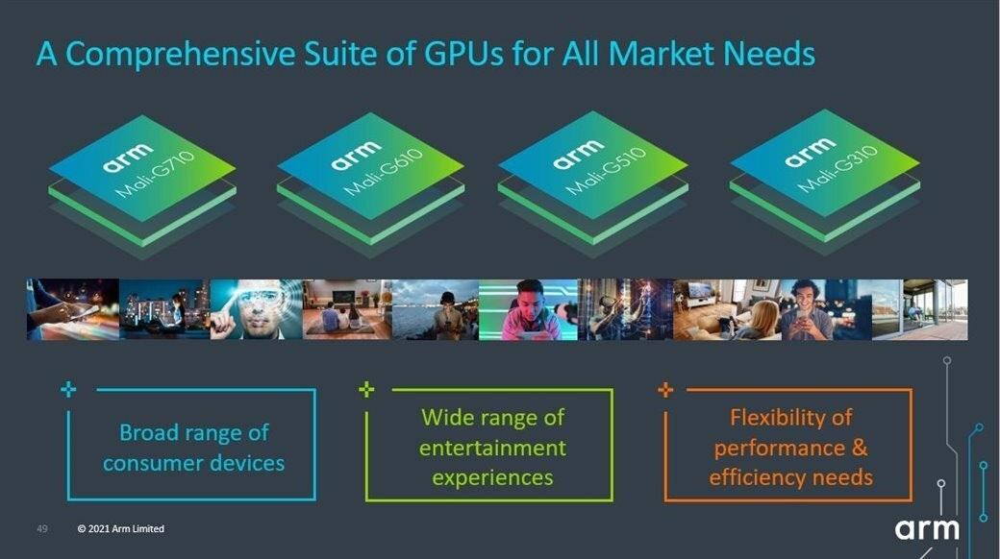 A Comprehensive Suite of GPUs for All Market Needs
arm
Mali-G710
arm
Mali-G610
arm
Mali-G510
arm
Mali-G310
Broad range of
consumer devices
Wide range of
entertainment
experiences
Flexibility of
performance &
efficiency needs
49
© 2021 Arm Limited
arm